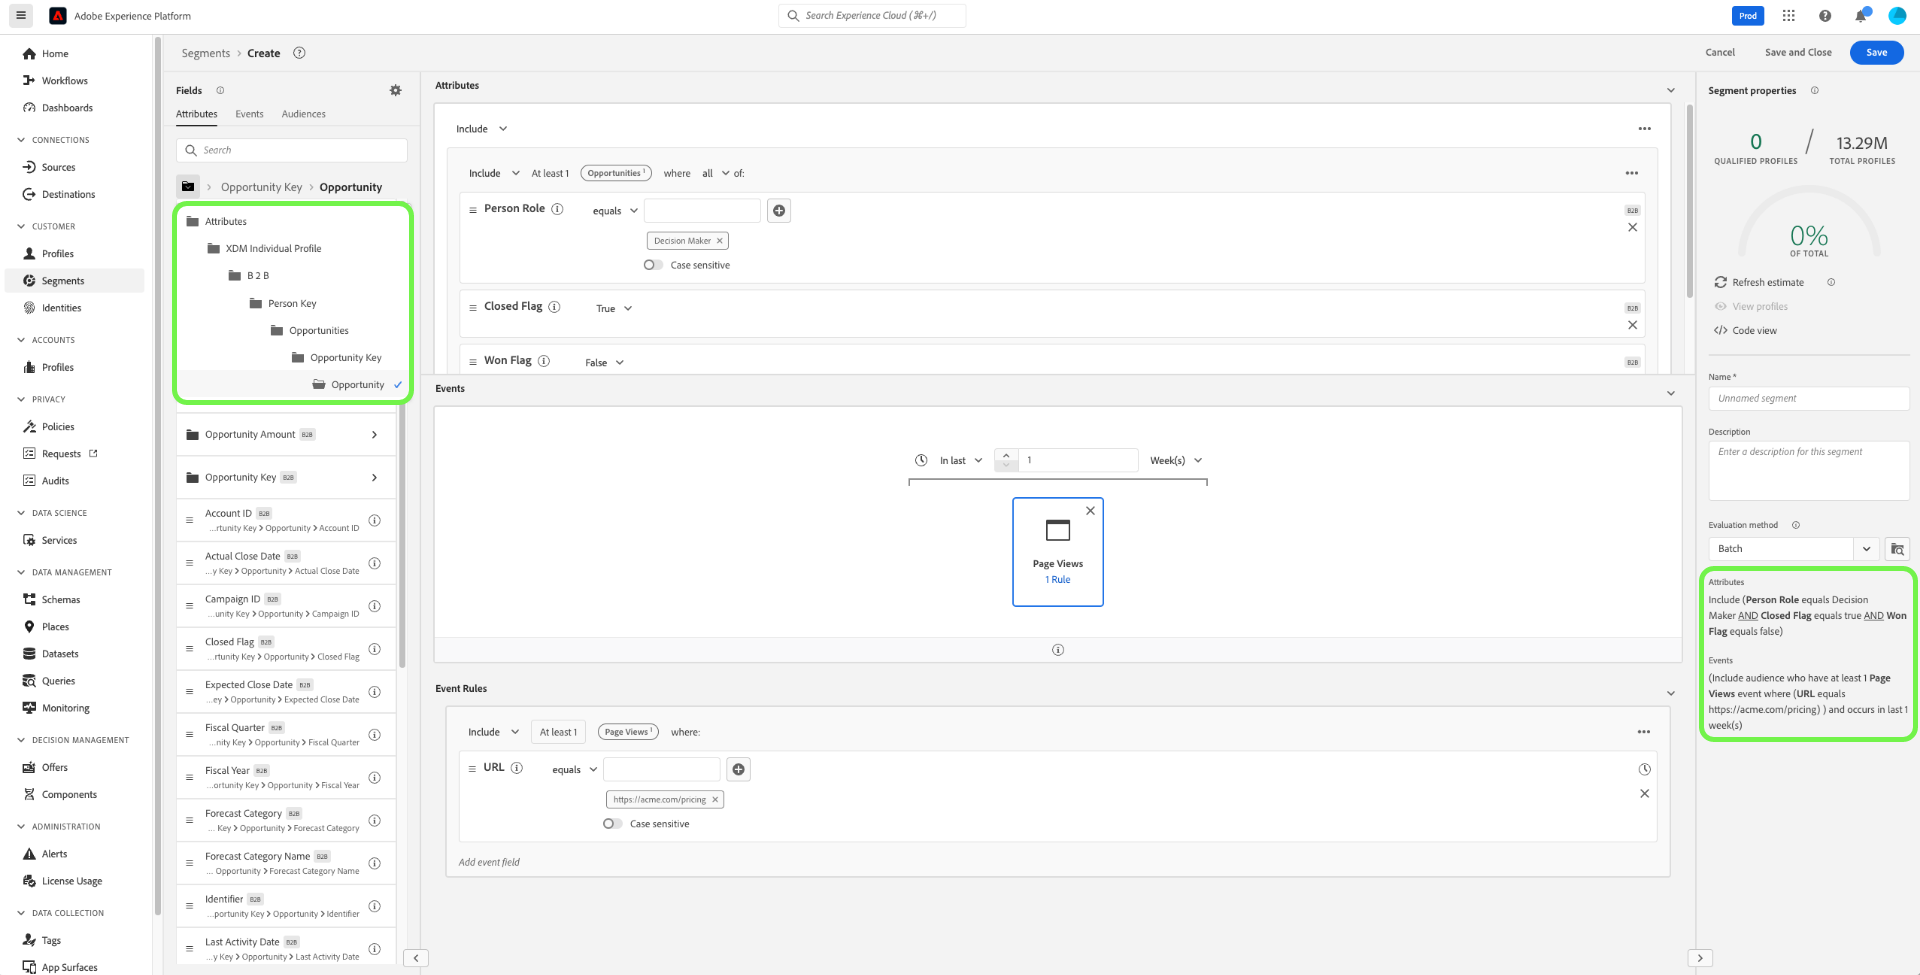 Adobe Experience Platform
Search Experience Cloud (⌘+/)
Prod
Home
Workflows
Dashboards
CONNECTIONS
Sources
Destinations
CUSTOMER
Profiles
Segments
Identities
ACCOUNTS
Profiles
PRIVACY
Policies
Requests
Audits
DATA SCIENCE
Services
DATA MANAGEMENT
Schemas
Places
Datasets
Queries
Monitoring
DECISION MANAGEMENT
Offers
Components
ADMINISTRATION
Alerts
License Usage
DATA COLLECTION
Tags
App Surfaces
Segments > Create
Cancel
Save and Close
Save
Fields
Attributes Events Audiences
Search
> Opportunity Key > Opportunity
Attributes
XDM Individual Profile
B 2 B
Person Key
Opportunities
Opportunity Key
Opportunity
Opportunity Amount B2B
Opportunity Key B2B
Account ID B2B
...rtunity Key > Opportunity > Account ID
Actual Close Date B2B
...y Key > Opportunity > Actual Close Date
Campaign ID B2B
...unity Key > Opportunity > Campaign ID
Closed Flag B2B
...rtunity Key > Opportunity > Closed Flag
Expected Close Date B2B
...ey > Opportunity > Expected Close Date
Fiscal Quarter B2B
...nity Key > Opportunity > Fiscal Quarter
Fiscal Year B2B
...ortunity Key > Opportunity > Fiscal Year
Forecast Category B2B
... Key > Opportunity > Forecast Category
Forecast Category Name B2B
... Opportunity > Forecast Category Name
Identifier B2B
...portunity Key > Opportunity > Identifier
Last Activity Date B2B
...y Key > Opportunity > Last Activity Date
Attributes
Include
Include At least 1 Opportunities 1 where all of:
Person Role equals
B2B
Decision Maker
Case sensitive
Closed Flag True
B2B
Won Flag False
B2B
Events
In last 1 Week(s)
Page Views
1 Rule
Event Rules
Include At least 1 Page Views 1 where:
URL equals
https://acme.com/pricing
Case sensitive
Add event field
Segment properties
0 / 13.29M
QUALIFIED PROFILES TOTAL PROFILES
0%
OF TOTAL
Refresh estimate
View profiles
</> Code view
Name *
Unnamed segment
Description
Enter a description for this segment
Evaluation method
Batch
Attributes
Include (Person Role equals Decision
Maker AND Closed Flag equals true AND Won
Flag equals false)
Events
(Include audience who have at least 1 Page
Views event where (URL equals
https://acme.com/pricing) ) and occurs in last 1
week(s)